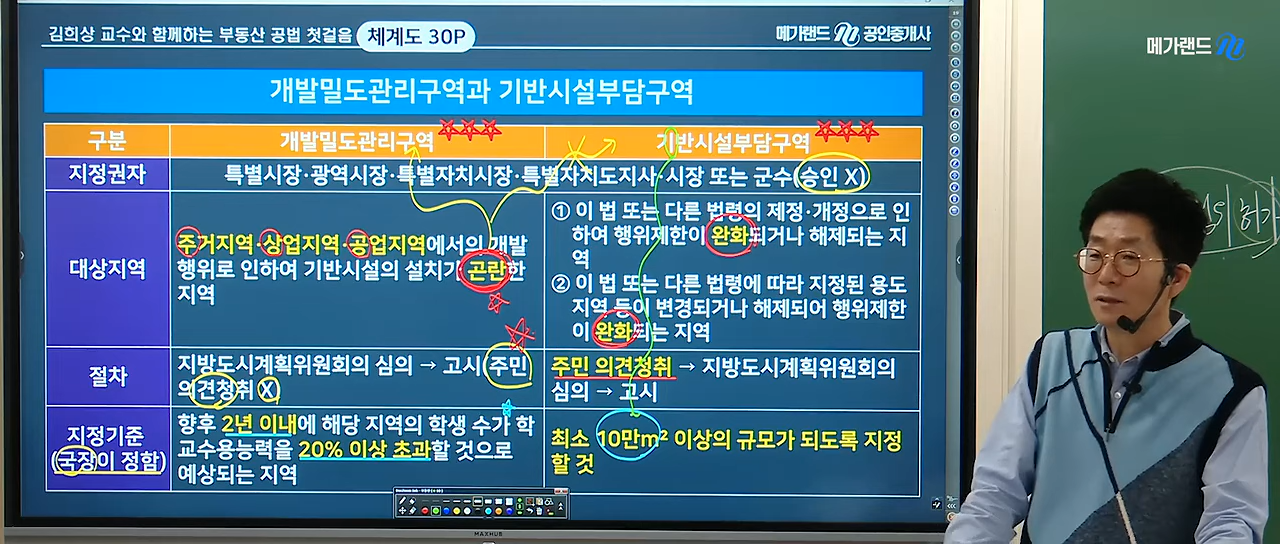 김희상 교수와 함께하는 부동산 공법 첫걸음 체계도 30P
메가랜드 공인중개사
메가랜드
개발밀도관리구역과 기반시설부담구역
구분 개발밀도관리구역 기반시설부담구역
지정권자 특별시장·광역시장·특별자치시장·특별자치도지사·시장 또는 군수(승인 X)
대상지역
주거지역·상업지역·공업지역에서의 개발
행위로 인하여 기반시설의 설치가 곤란한
지역
① 이 법 또는 다른 법령의 제정·개정으로 인
하여 행위제한이 완화되거나 해제되는 지
역
② 이 법 또는 다른 법령에 따라 지정된 용도
지역 등이 변경되거나 해제되어 행위제한
이 완화되는 지역
절차
지방도시계획위원회의 심의 → 고시(주민
의견청취 X)
주민 의견청취 → 지방도시계획위원회의
심의 → 고시
지정기준
(국장이 정함)
향후 2년 이내에 해당 지역의 학생 수가 학
교수용능력을 20% 이상 초과할 것으로
예상되는 지역
최소 10만m² 이상의 규모가 되도록 지정
할 것
MAXHUB